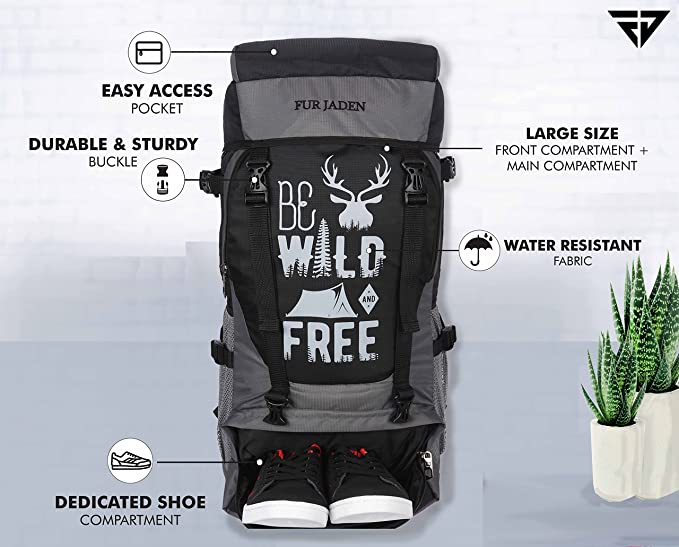 EASY ACCESS
POCKET
FUR JADEN
DURABLE & STURDY
BUCKLE
LARGE SIZE
FRONT COMPARTMENT +
MAIN COMPARTMENT
BE
WILD
WATER RESISTANT
FABRIC
AND
FREE
DEDICATED SHOE
COMPARTMENT